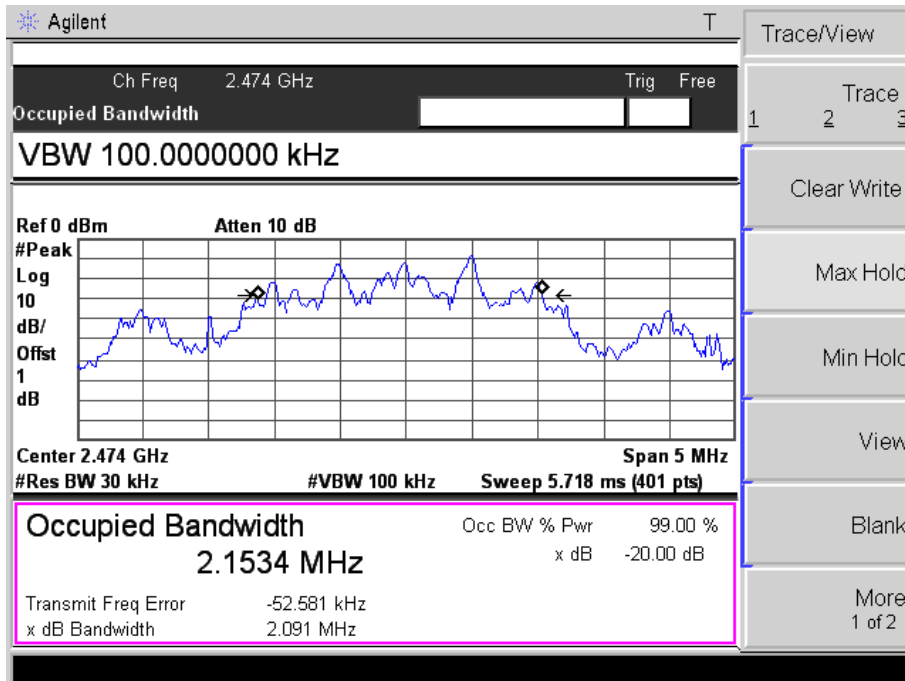 Agilent T
Trace/View
Ch Freq 2.474 GHz Trig Free
Occupied Bandwidth
Trace
1 2 3
VBW 100.0000000 kHz
Clear Write
Ref 0 dBm Atten 10 dB
#Peak
Log
10
dB/
Offst
1
dB
Max Hold
Min Hold
Center 2.474 GHz Span 5 MHz
#Res BW 30 kHz #VBW 100 kHz Sweep 5.718 ms (401 pts)
View
Occupied Bandwidth Occ BW % Pwr 99.00 %
2.1534 MHz x dB -20.00 dB
Blank
Transmit Freq Error -52.581 kHz
x dB Bandwidth 2.091 MHz
More
1 of 2